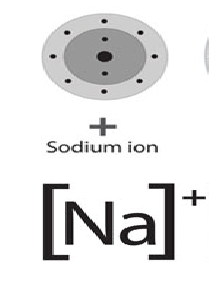 +
Sodium ion
[Na]⁺